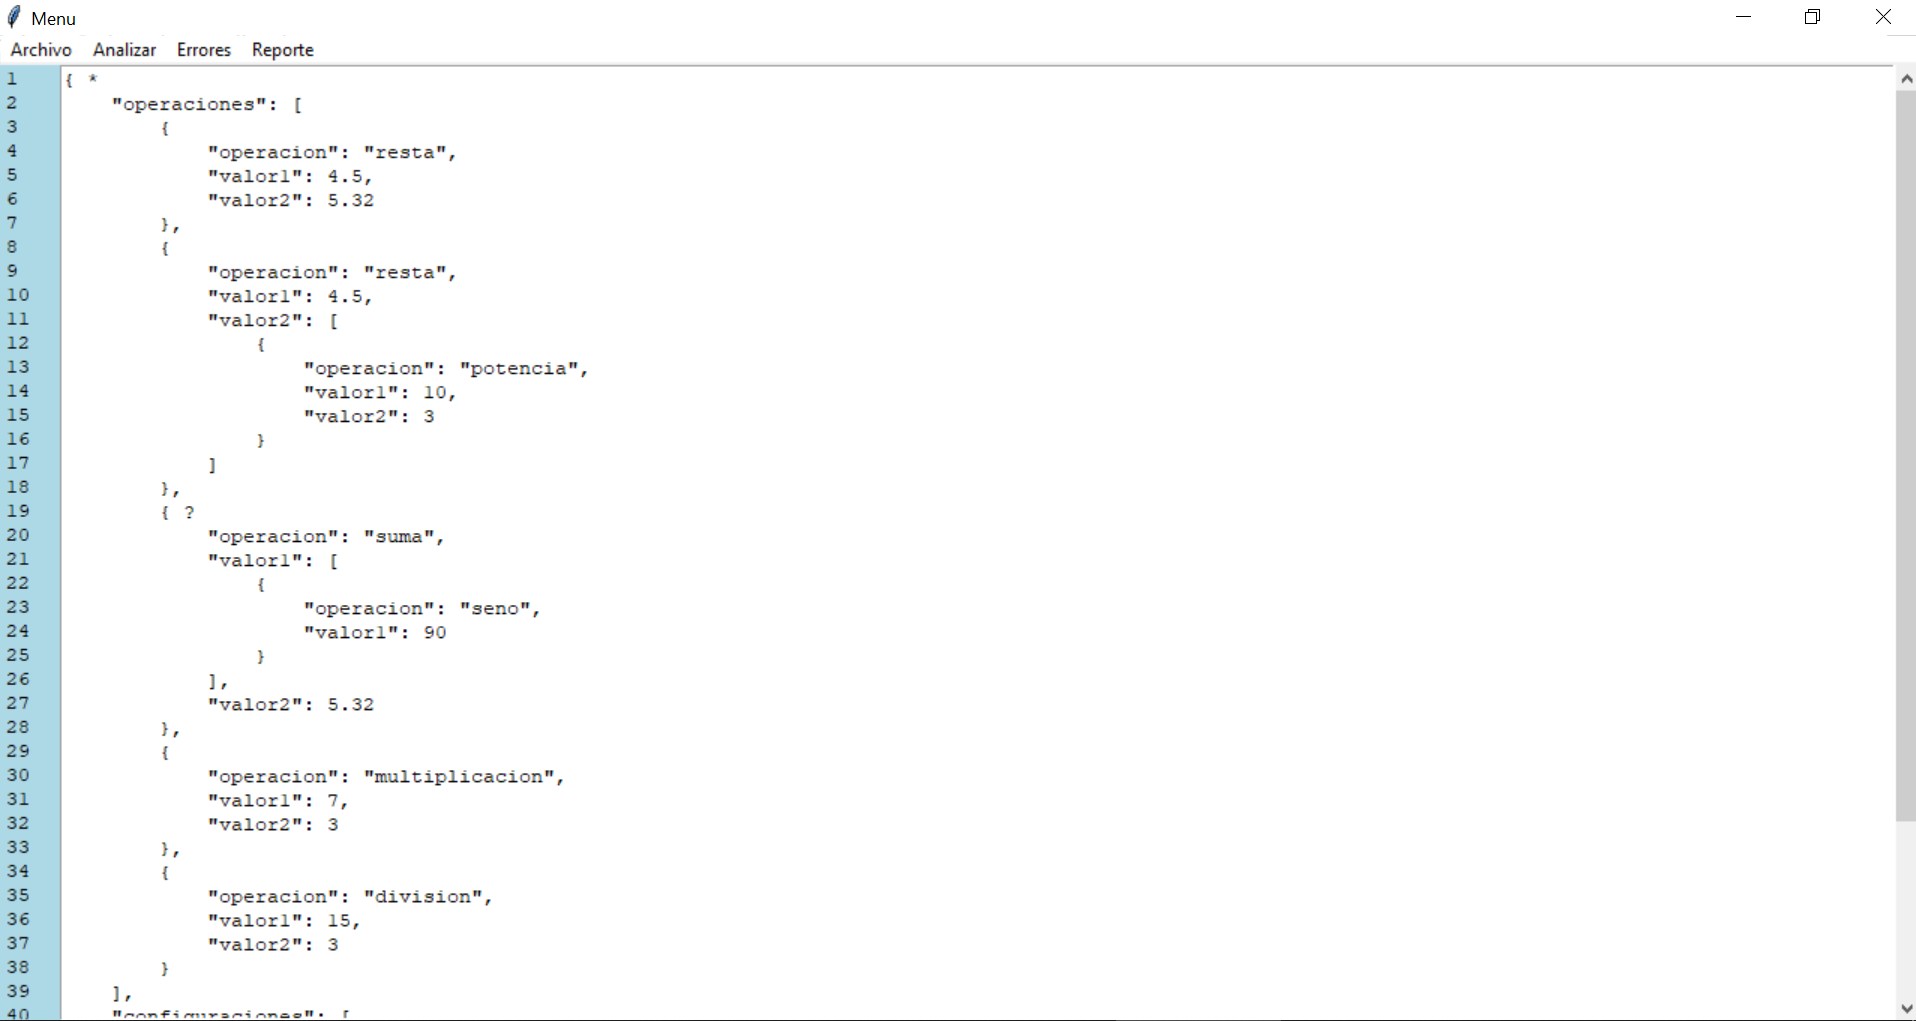 Menu
Archivo Analizar Errores Reporte
1 { *
2 "operaciones": [
3 {
4 "operacion": "resta",
5 "valor1": 4.5,
6 "valor2": 5.32
7 },
8 {
9 "operacion": "resta",
10 "valor1": 4.5,
11 "valor2": [
12 {
13 "operacion": "potencia",
14 "valor1": 10,
15 "valor2": 3
16 }
17 ]
18 },
19 { ?
20 "operacion": "suma",
21 "valor1": [
22 {
23 "operacion": "seno",
24 "valor1": 90
25 }
26 ],
27 "valor2": 5.32
28 },
29 {
30 "operacion": "multiplicacion",
31 "valor1": 7,
32 "valor2": 3
33 },
34 {
35 "operacion": "division",
36 "valor1": 15,
37 "valor2": 3
38 }
39 ],
40 "configuraciones": [